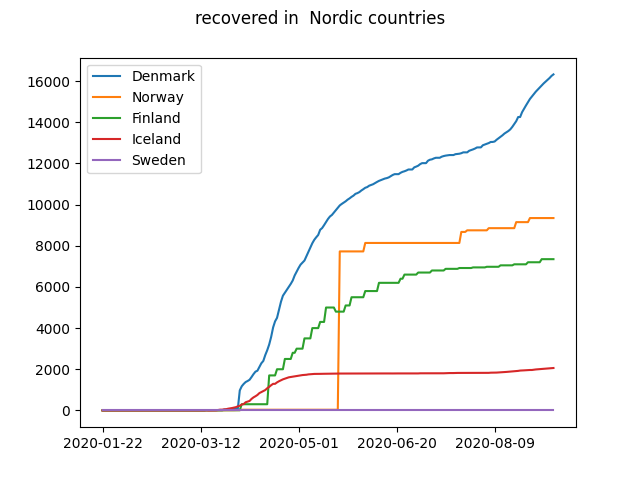 recovered in  Nordic countries
Denmark
Norway
Finland
Iceland
Sweden
16000
14000
12000
10000
8000
6000
4000
2000
0
2020-01-22 2020-03-12 2020-05-01 2020-06-20 2020-08-09